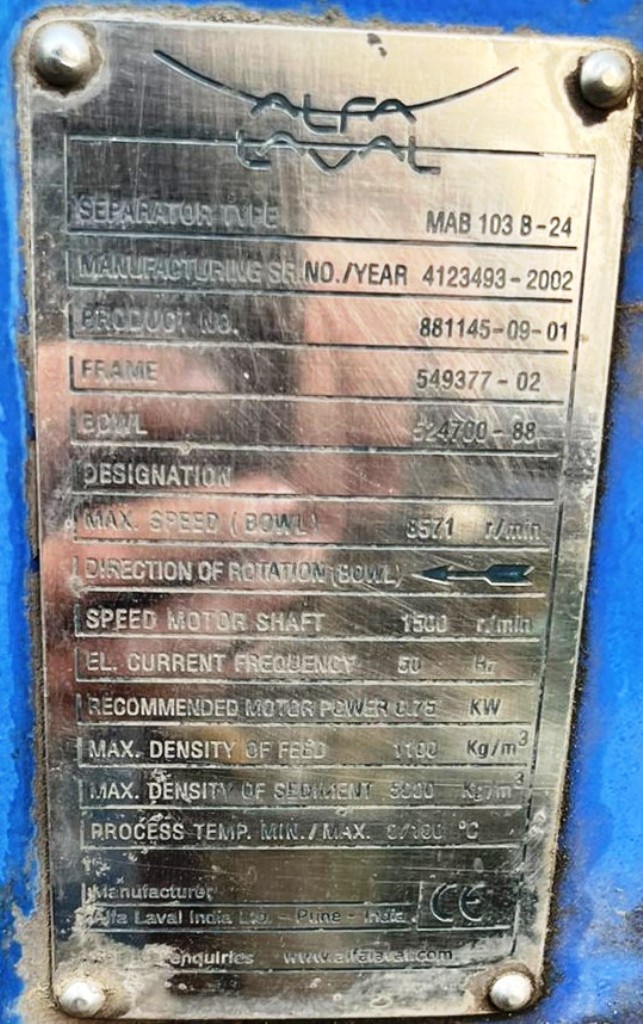 ALFA
LAVAL
SEPARATOR TYPE MAB 103 B-24
MANUFACTURING SR.NO./YEAR 4123493-2002
PRODUCT NO. 881145-09-01
FRAME 549377-02
BOWL 524700-88
DESIGNATION
MAX. SPEED (BOWL) 8571 r/min
DIRECTION OF ROTATION (BOWL)
SPEED MOTOR SHAFT 1500 r/min
EL. CURRENT FREQUENCY 50 Hz
RECOMMENDED MOTOR POWER 0.75 KW
MAX. DENSITY OF FEED 1100 Kg/m³
MAX. DENSITY OF SEDIMENT 5000 Kg/m³
PROCESS TEMP. MIN./MAX. 0/100 °C
Manufacturer
Alfa Laval India Ltd. - Pune - India CE
enquiries www.alfalaval.com